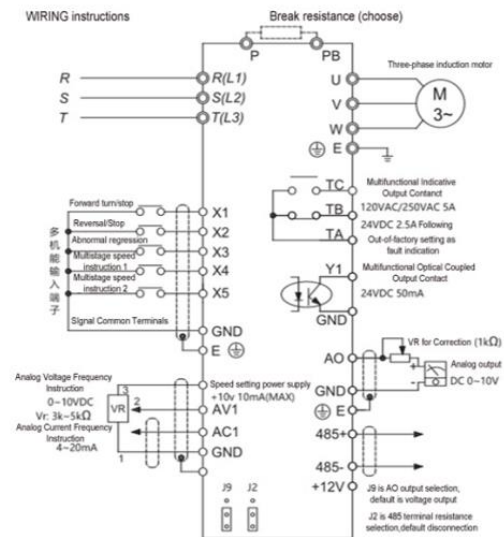 WIRING instructions
Break resistance (choose)
P
PB
R
S
T
R(L1)
S(L2)
T(L3)
U
V
W
E
Three-phase induction motor
M
3~
Forward turn/stop
Reversal/Stop
Abnormal regression
Multistage speed
instruction 1
Multistage speed
instruction 2
Signal Common Terminals
多机能输入端子
X1
X2
X3
X4
X5
GND
E
TC
TB
TA
Multifunctional Indicative
Output Contanct
120VAC/250VAC 5A
24VDC 2.5A Following
Out-of-factory setting as
fault indication
Y1
GND
Multifunctional Optical Coupled
Output Contact
24VDC 50mA
Analog Voltage Frequency
Instruction
0~10VDC
Vr: 3k~5kΩ
Analog Current Frequency
Instruction
4~20mA
VR
3
2
1
Speed setting power supply
+10v 10mA(MAX)
AV1
AC1
GND
AO
GND
E
VR for Correction (1kΩ)
+
-
Analog output
DC 0~10V
485+
485-
+12V
J9
J2
J9 is AO output selection,
default is voltage output
J2 is 485 terminal resistance
selection,default disconnection